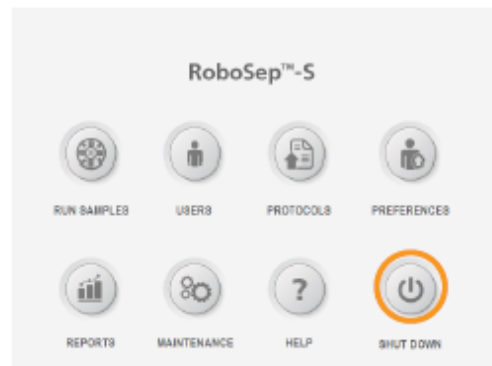 RoboSep™-S
RUN SAMPLES USERS PROTOCOLS PREFERENCES
?
REPORTS MAINTENANCE HELP SHUT DOWN